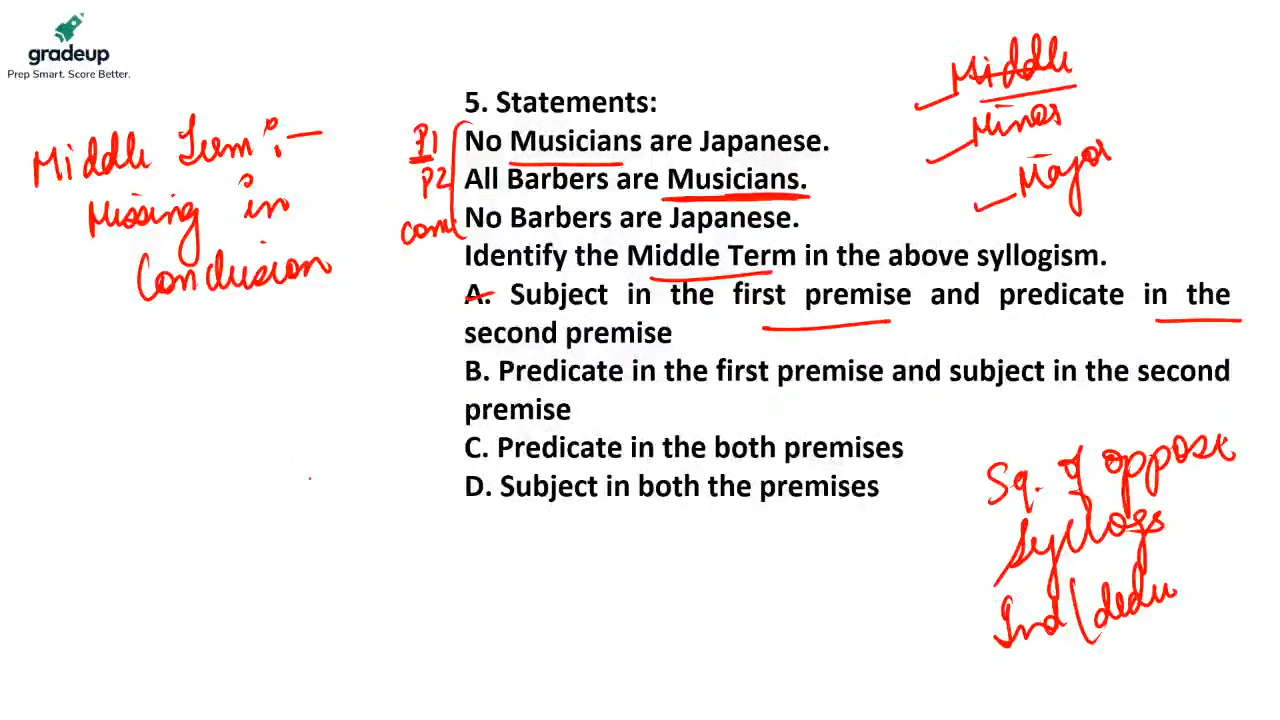 gradeup
Prep Smart. Score Better.
Middle Term :-
Missing in
Conclusion
Middle
Minor
Major
5. Statements:
P1
No Musicians are Japanese.
P2
All Barbers are Musicians.
No Barbers are Japanese.
Identify the Middle Term in the above syllogism.
A. Subject in the first premise and predicate in the
second premise
B. Predicate in the first premise and subject in the second
premise
C. Predicate in the both premises
D. Subject in both the premises
Sq. of
Ind/dedu